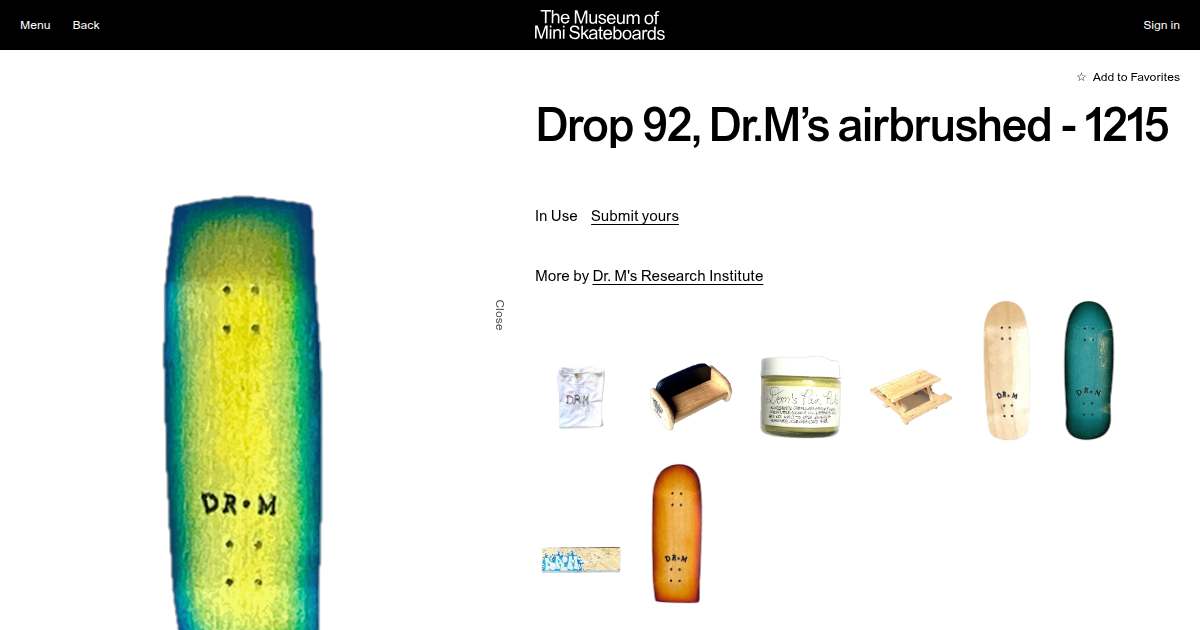 Menu
Back
The Museum of
Mini Skateboards
Sign in
☆ Add to Favorites
Drop 92, Dr.M’s airbrushed - 1215
In Use
Submit yours
More by Dr. M's Research Institute
Close
DR•M
DR.M
DR•M
DR•M
DR•M